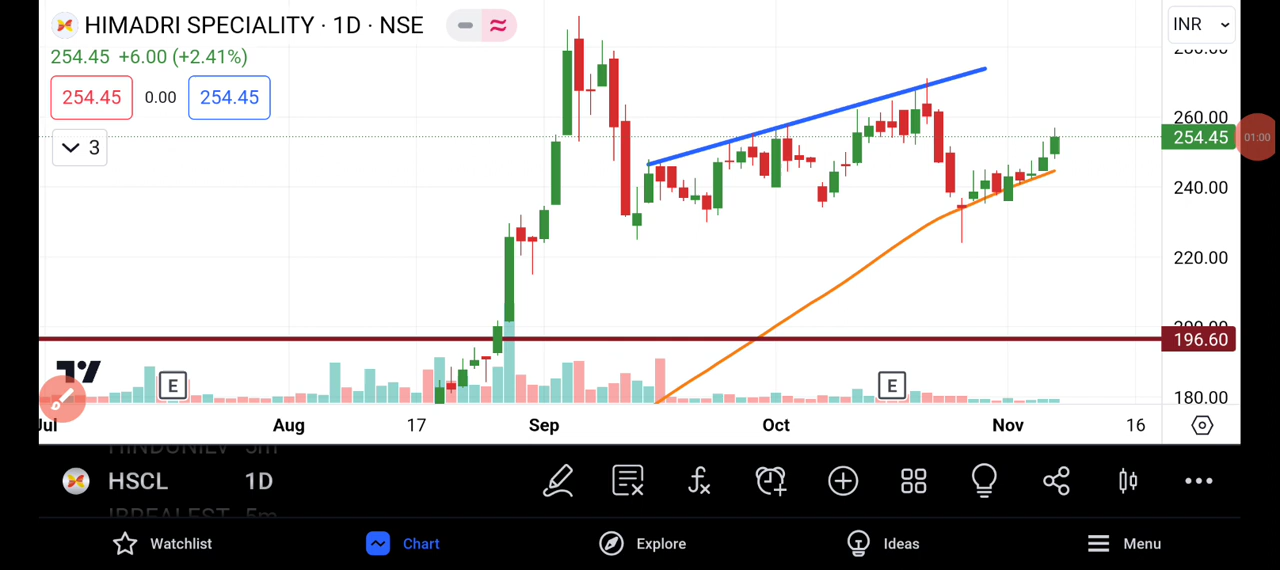 HIMADRI SPECIALITY · 1D · NSE
INR
254.45 +6.00 (+2.41%)
254.45 0.00 254.45
3
260.00
254.45
01:00
240.00
220.00
196.60
180.00
E E
Jul Aug 17 Sep Oct Nov 16
HSCL 1D
Watchlist Chart Explore Ideas Menu